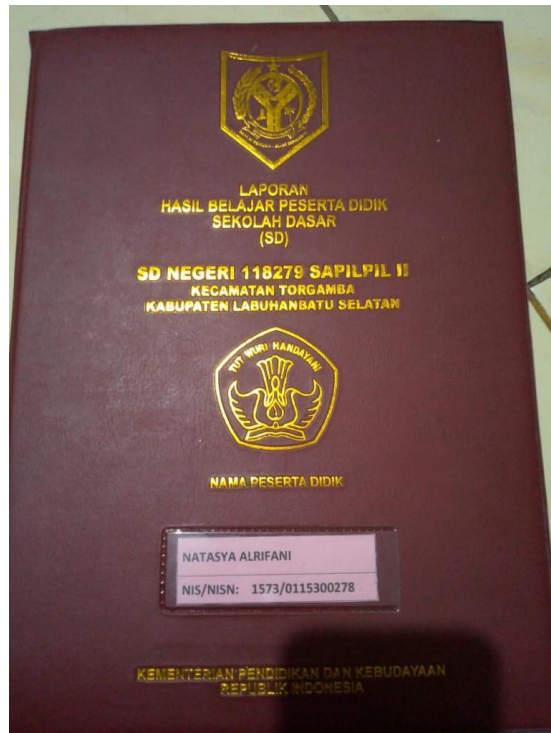 LAPORAN
HASIL BELAJAR PESERTA DIDIK
SEKOLAH DASAR
(SD)
SD NEGERI 118279 SAPILPIL II
KECAMATAN TORGAMBA
KABUPATEN LABUHANBATU SELATAN
TUT WURI HANDAYANI
NAMA PESERTA DIDIK
NATASYA ALRIFANI
NIS/NISN: 1573/0115300278
KEMENTERIAN PENDIDIKAN DAN KEBUDAYAAN
REPUBLIK INDONESIA